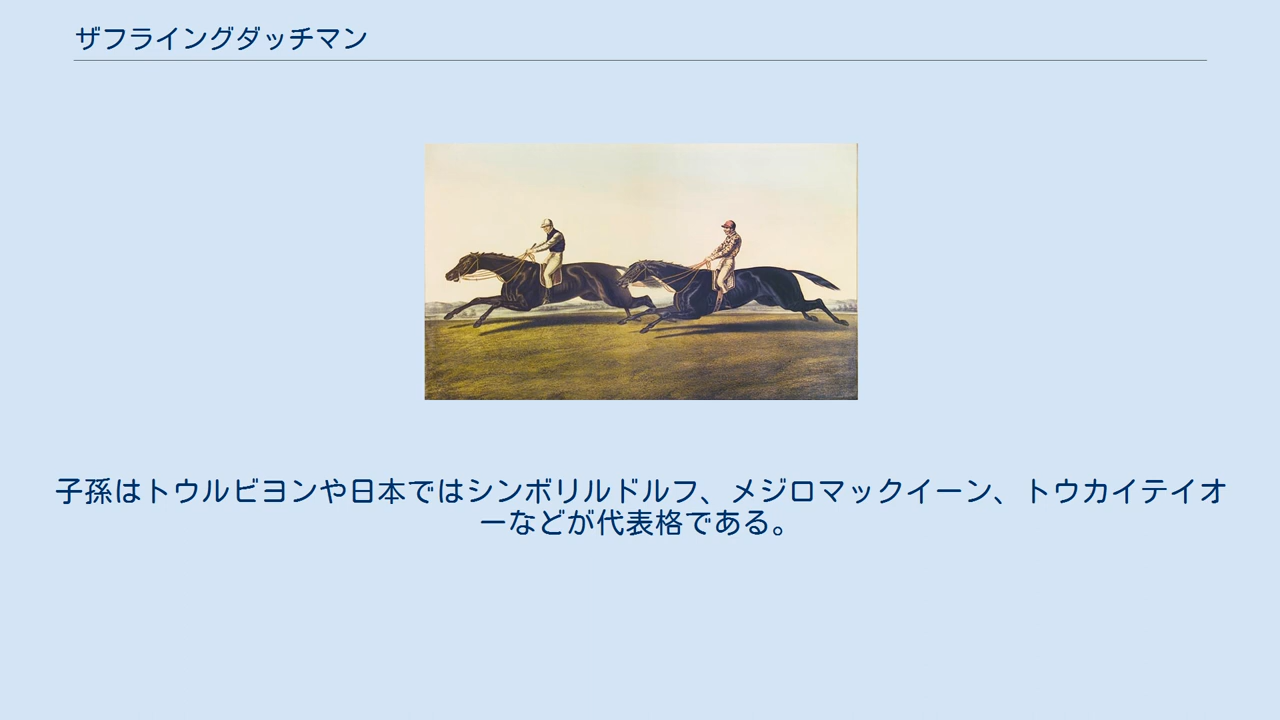 ザフライングダッチマン
子孫はトウルビヨンや日本ではシンボリルドルフ、メジロマックイーン、トウカイテイオ
ーなどが代表格である。